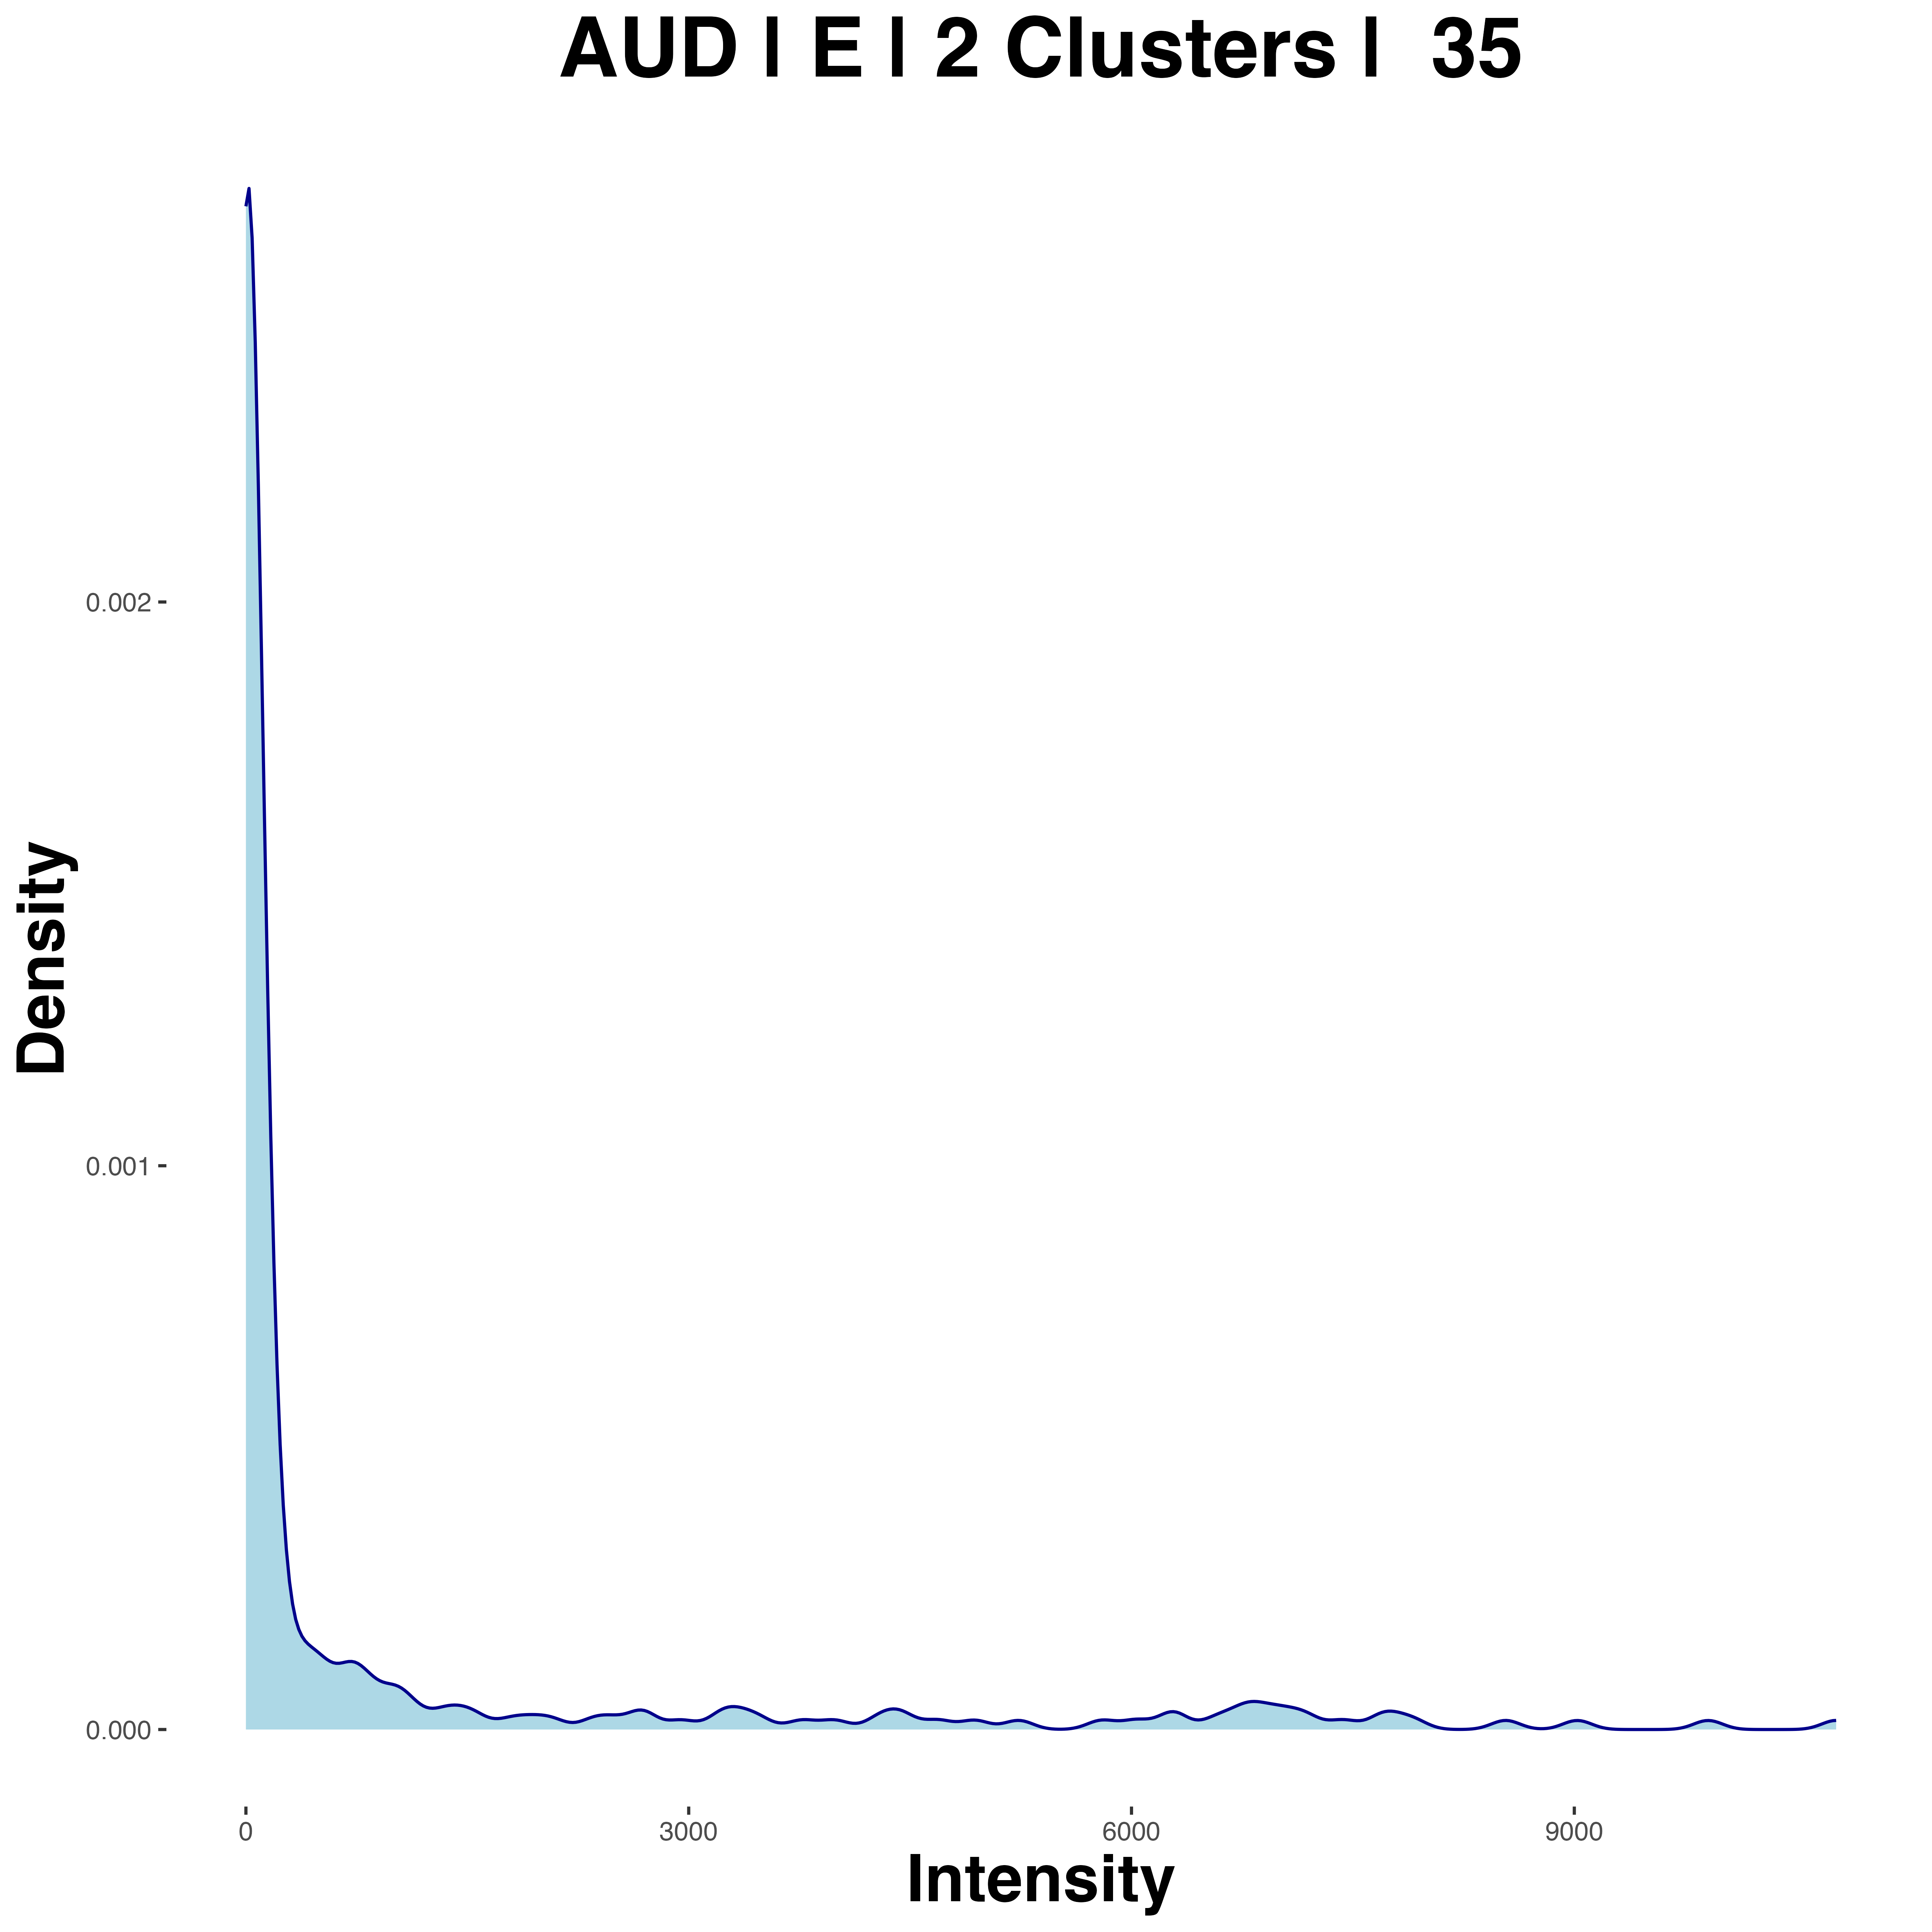 AUD | E | 2 Clusters | 35
Density
0.002
0.001
0.000
0 3000 6000 9000
Intensity